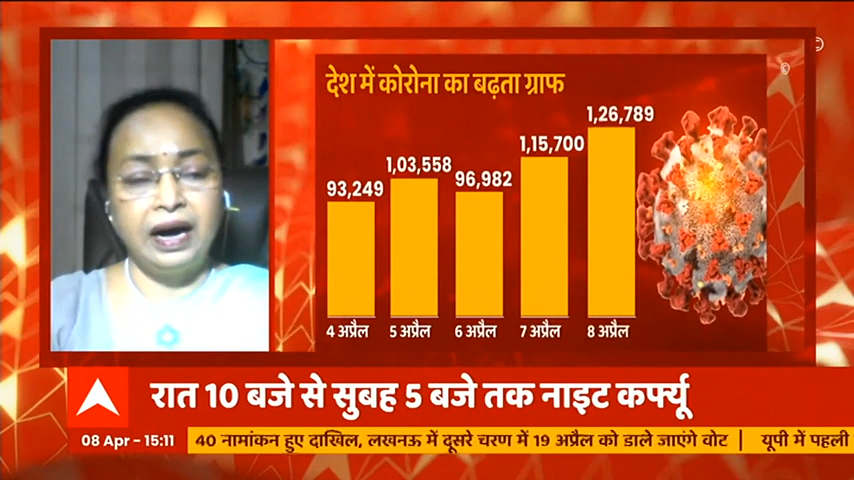 देश में कोरोना का बढ़ता ग्राफ
93,249
1,03,558
96,982
1,15,700
1,26,789
4 अप्रैल
5 अप्रैल
6 अप्रैल
7 अप्रैल
8 अप्रैल
रात 10 बजे से सुबह 5 बजे तक नाइट कर्फ्यू
08 Apr - 15:11
40 नामांकन हुए दाखिल, लखनऊ में दूसरे चरण में 19 अप्रैल को डाले जाएंगे वोट | यूपी में पहली